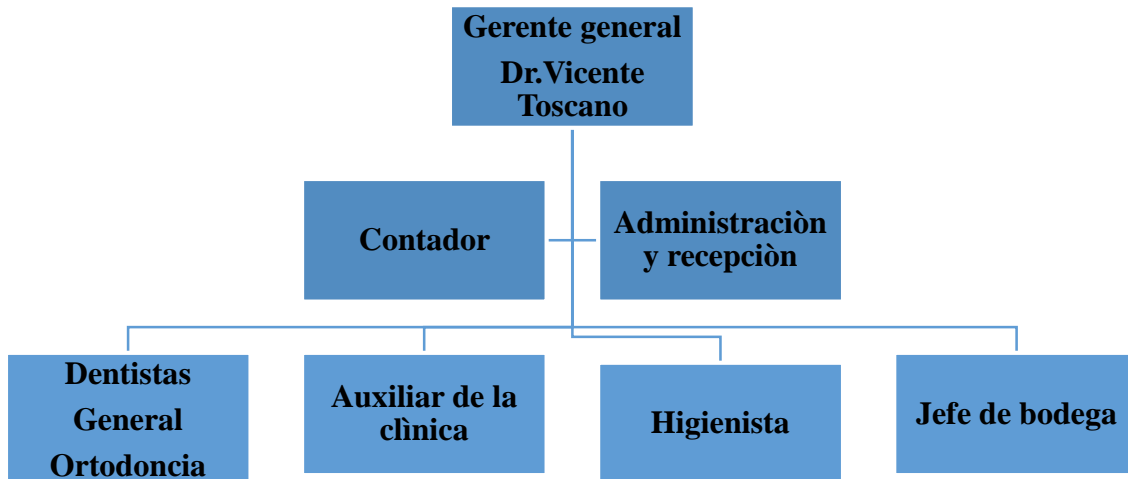 Gerente general
Dr.Vicente
Toscano
Contador
Administraciòn
y recepciòn
Dentistas
General
Ortodoncia
Auxiliar de la
clìnica
Higienista
Jefe de bodega